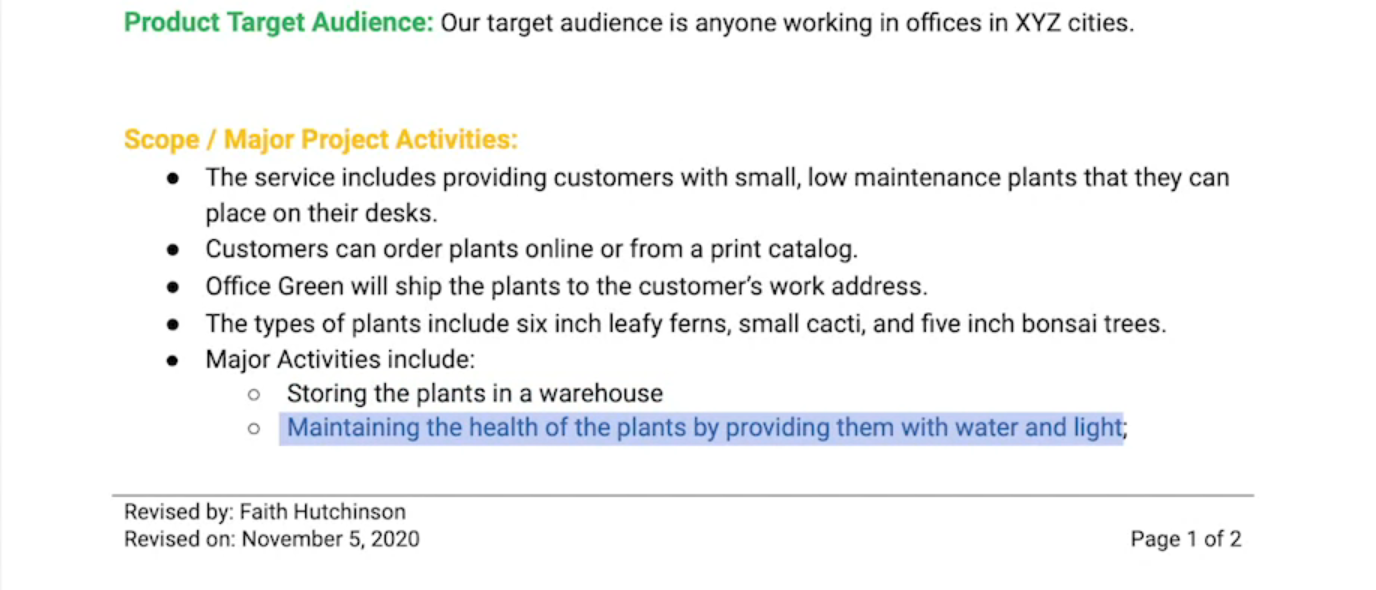 Product Target Audience: Our target audience is anyone working in offices in XYZ cities.
Scope / Major Project Activities:
● The service includes providing customers with small, low maintenance plants that they can
place on their desks.
● Customers can order plants online or from a print catalog.
● Office Green will ship the plants to the customer’s work address.
● The types of plants include six inch leafy ferns, small cacti, and five inch bonsai trees.
● Major Activities include:
○ Storing the plants in a warehouse
○ Maintaining the health of the plants by providing them with water and light;
Revised by: Faith Hutchinson
Revised on: November 5, 2020
Page 1 of 2